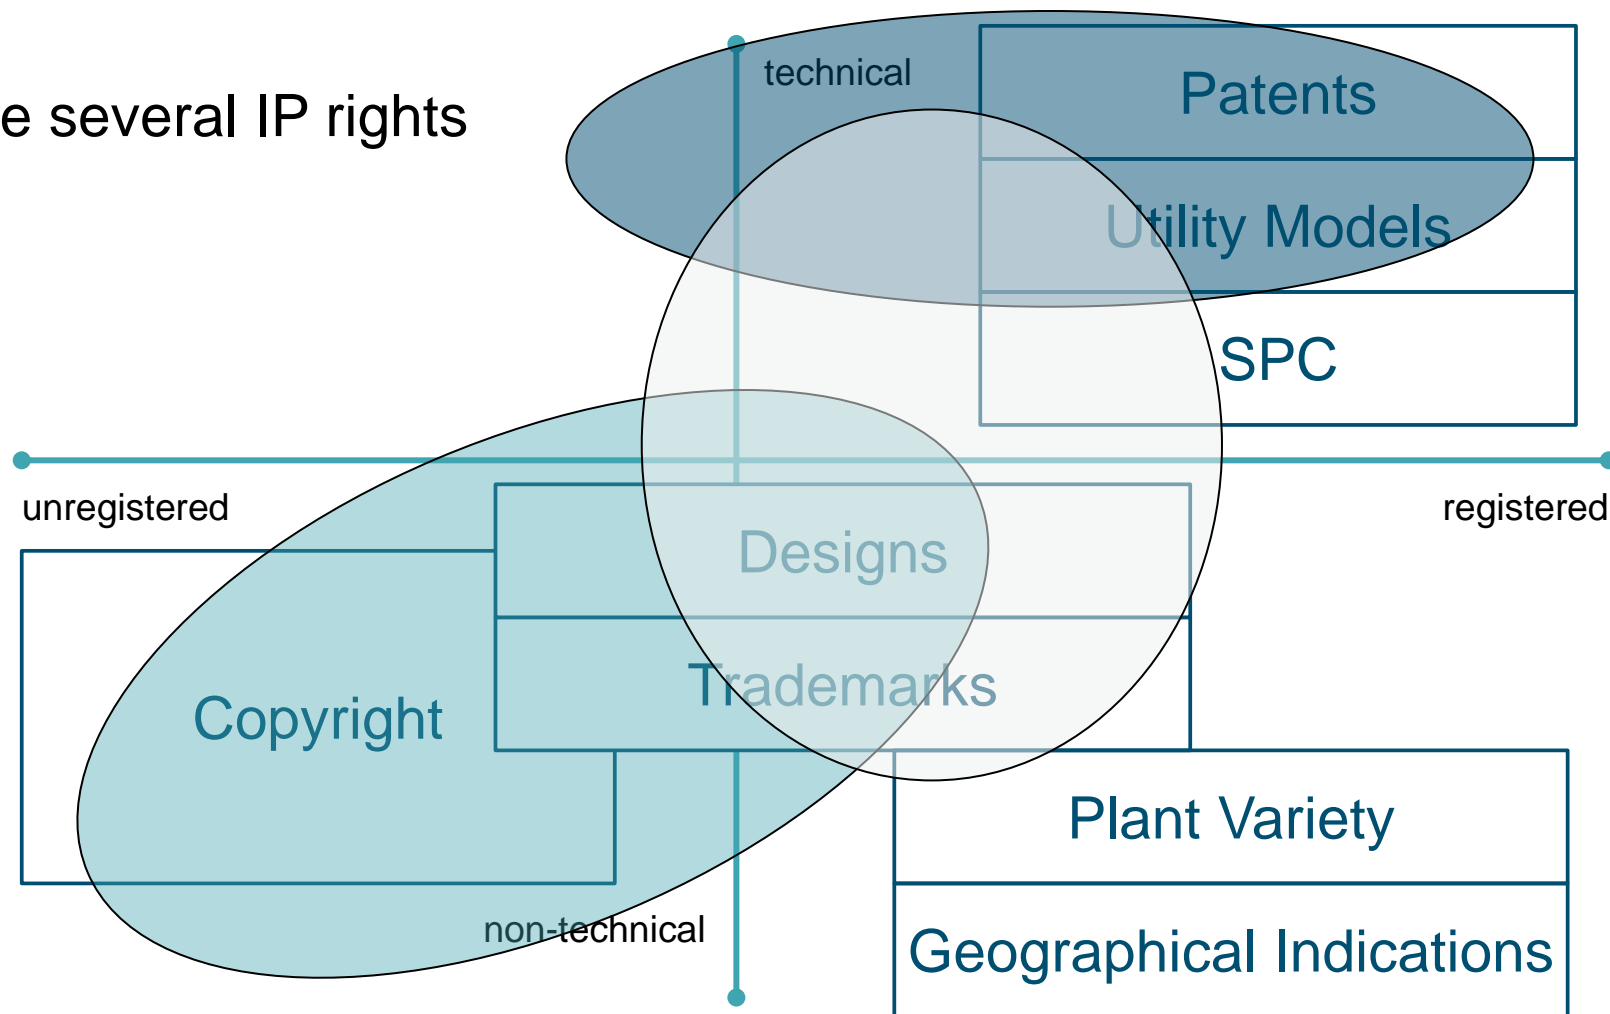 technical
Patents
e several IP rights
Utility Models
SPC
unregistered
registered
Designs
Trademarks
Copyright
Plant Variety
non-technical
Geographical Indications